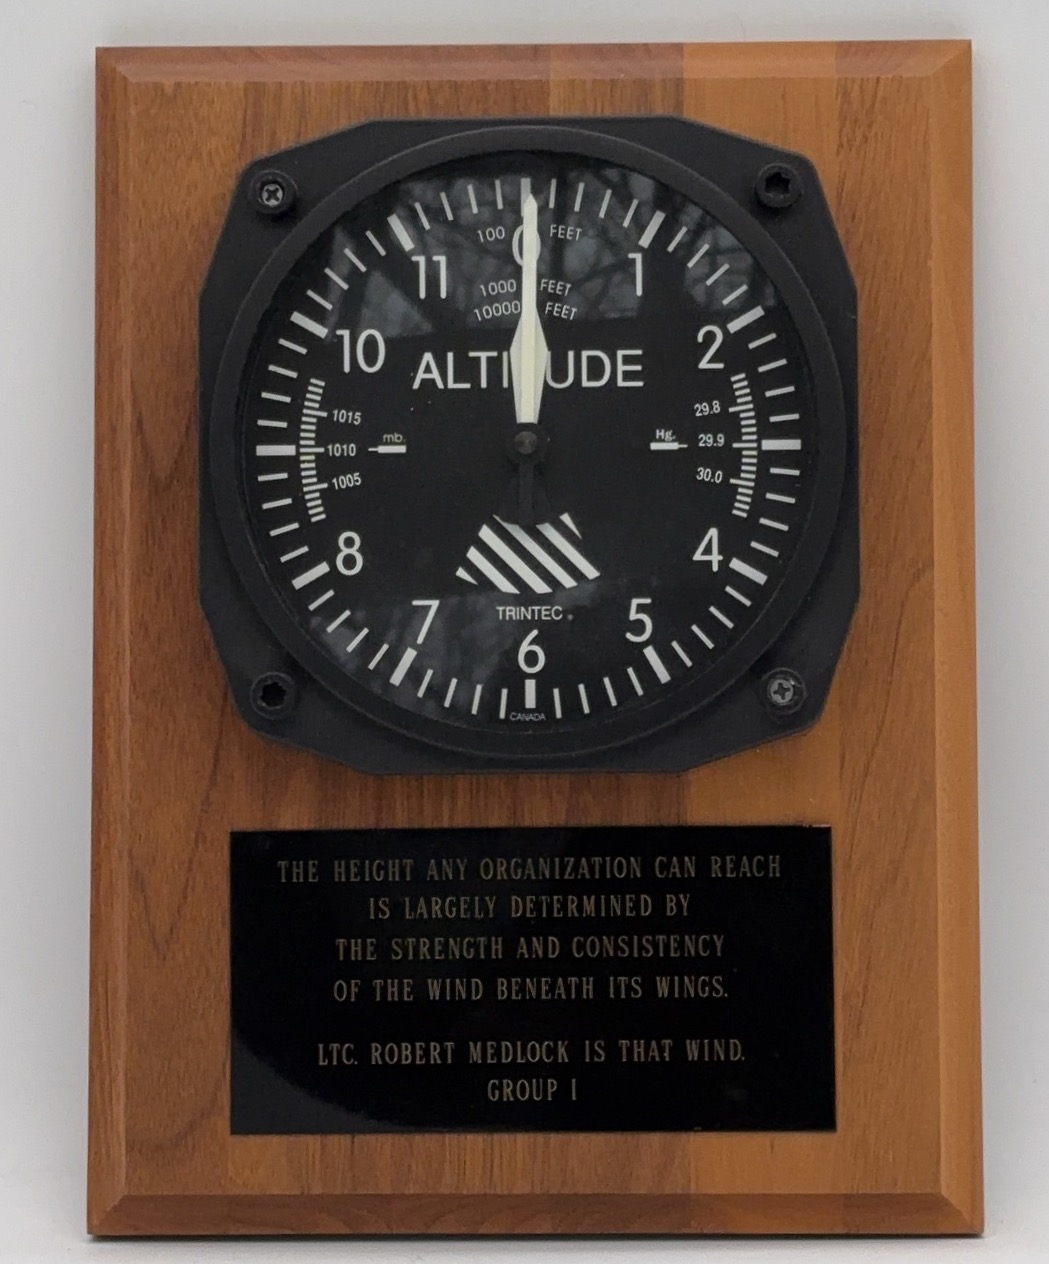 100 FEET
0
11
1
1000 FEET
10000 FEET
10
2
ALTI UDE
1015
29.8
mb.
Hg.
1010
29.9
1005
30.0
8
4
TRINTEC®
7
5
6
CANADA
THE HEIGHT ANY ORGANIZATION CAN REACH
IS LARGELY DETERMINED BY
THE STRENGTH AND CONSISTENCY
OF THE WIND BENEATH ITS WINGS.
LTC. ROBERT MEDLOCK IS THAT WIND.
GROUP I